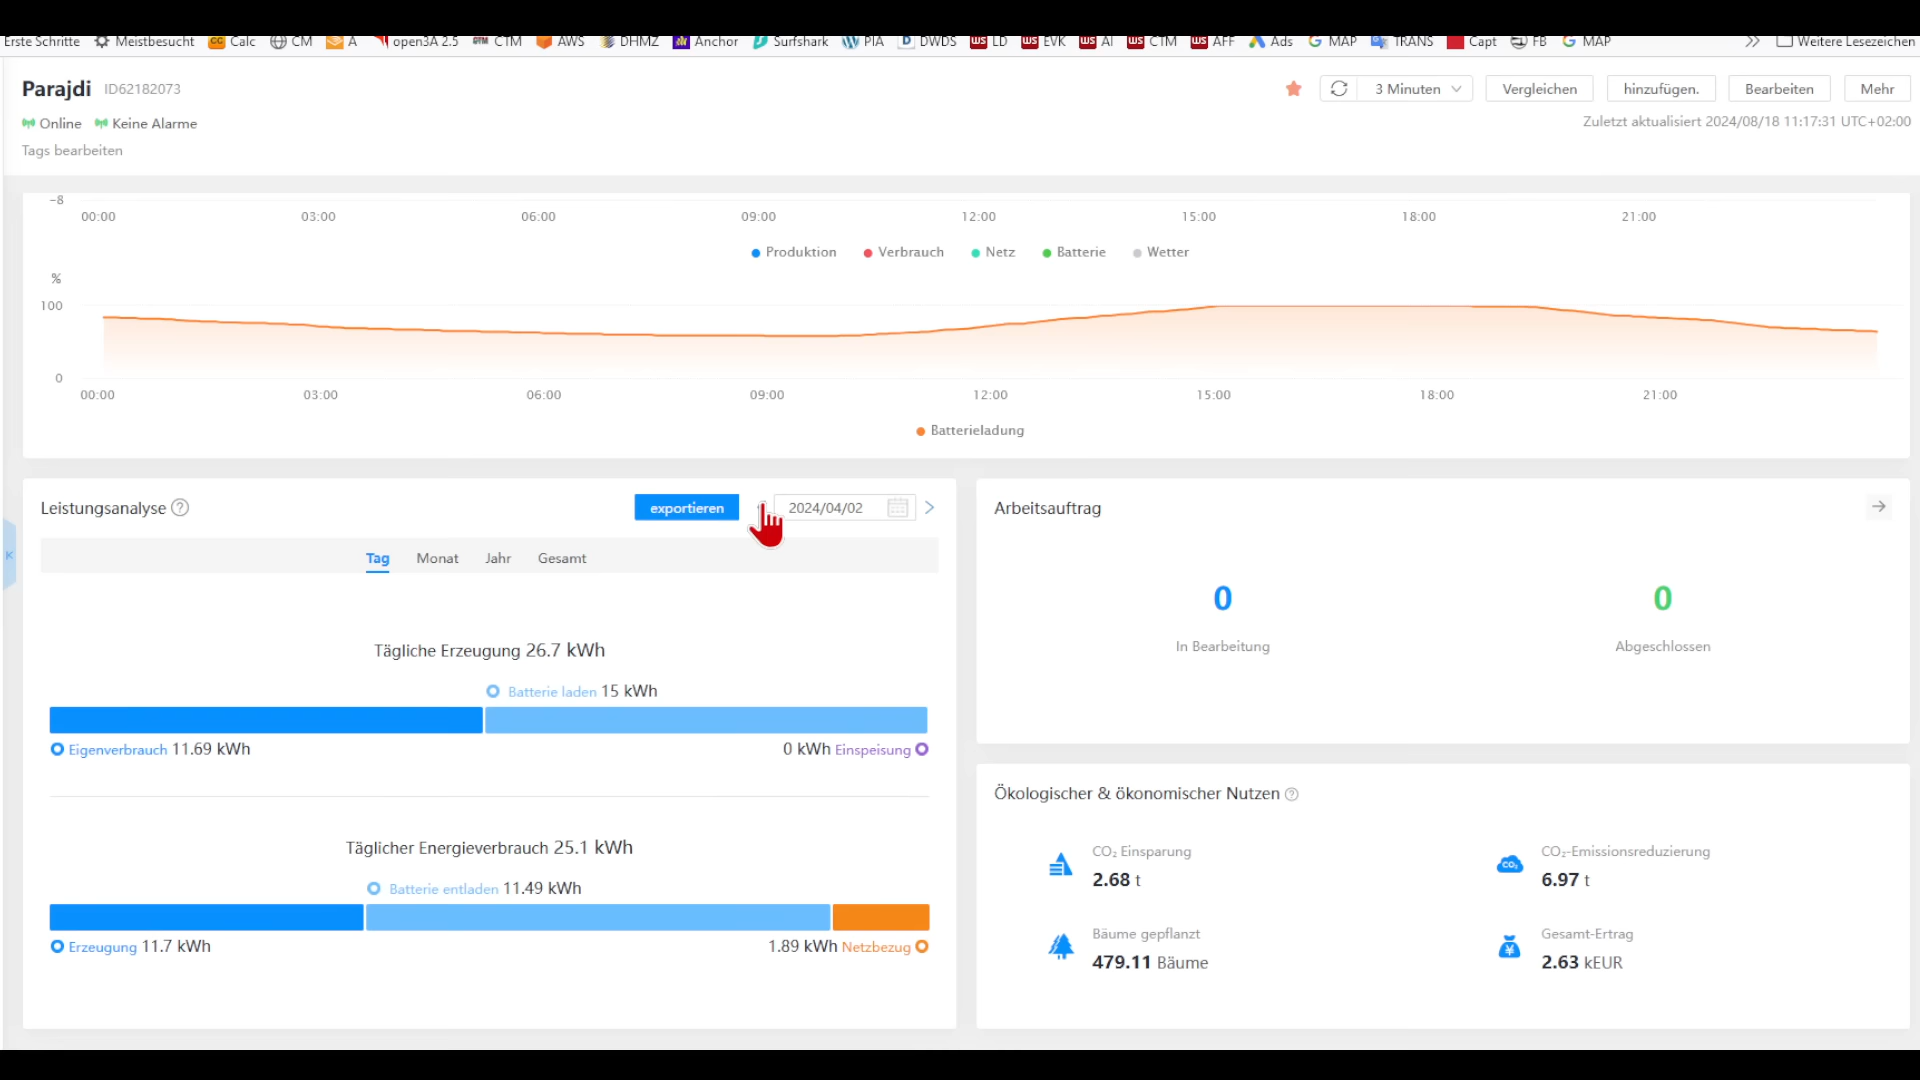 Erste Schritte Meistbesucht Calc CM A open3A 2.5 CTM AWS DHMZ Anchor Surfshark PIA DWDS LD EVK AI CTM AFF Ads MAP TRANS Capt FB MAP Weitere Lesezeichen
Parajdi ID62182073
3 Minuten Vergleichen hinzufügen. Bearbeiten Mehr
Online Keine Alarme
Zuletzt aktualisiert 2024/08/18 11:17:31 UTC+02:00
Tags bearbeiten
-8
00:00 03:00 06:00 09:00 12:00 15:00 18:00 21:00
Produktion Verbrauch Netz Batterie Wetter
%
100
0
00:00 03:00 06:00 09:00 12:00 15:00 18:00 21:00
Batterieladung
Leistungsanalyse ?
exportieren 2024/04/02
Tag Monat Jahr Gesamt
Tägliche Erzeugung 26.7 kWh
Batterie laden 15 kWh
Eigenverbrauch 11.69 kWh
0 kWh Einspeisung
Täglicher Energieverbrauch 25.1 kWh
Batterie entladen 11.49 kWh
Erzeugung 11.7 kWh
1.89 kWh Netzbezug
Arbeitsauftrag
0 0
In Bearbeitung Abgeschlossen
Ökologischer & ökonomischer Nutzen ?
CO₂ Einsparung
2.68 t
CO₂-Emissionsreduzierung
6.97 t
Bäume gepflanzt
479.11 Bäume
Gesamt-Ertrag
2.63 kEUR